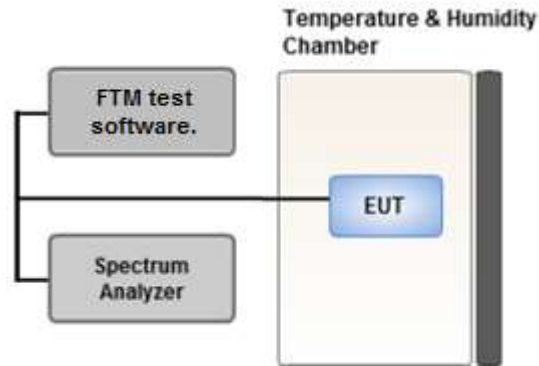 Temperature & Humidity
Chamber
FTM test
software.
EUT
Spectrum
Analyzer